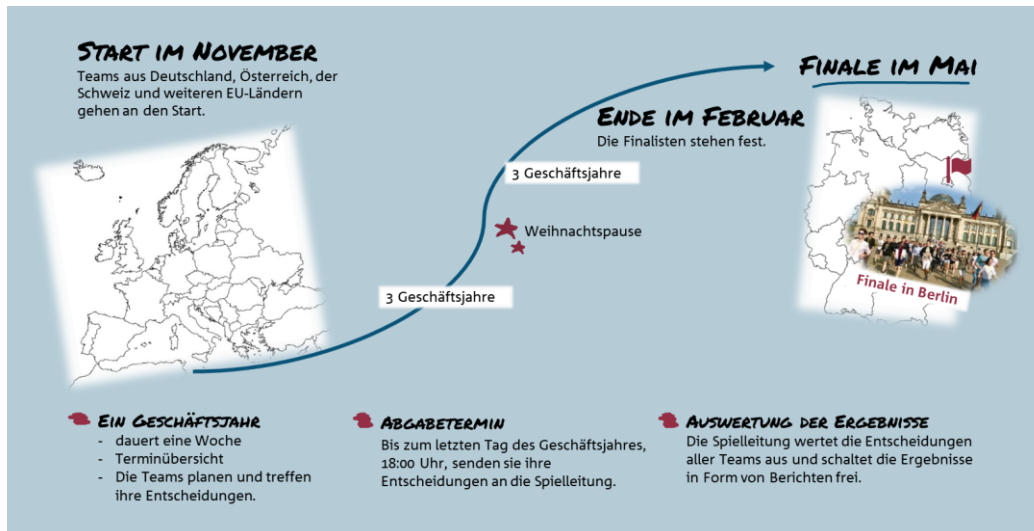 START IM NOVEMBER
Teams aus Deutschland, Österreich, der
Schweiz und weiteren EU-Ländern
gehen an den Start.
FINALE IM MAI
ENDE IM FEBRUAR
Die Finalisten stehen fest.
3 Geschäftsjahre
Weihnachtspause
3 Geschäftsjahre
Finale in Berlin
EIN GESCHÄFTSJAHR
- dauert eine Woche
- Terminübersicht
- Die Teams planen und treffen
ihre Entscheidungen.
ABGABETERMIN
Bis zum letzten Tag des Geschäftsjahres,
18:00 Uhr, senden sie ihre
Entscheidungen an die Spielleitung.
AUSWERTUNG DER ERGEBNISSE
Die Spielleitung wertet die Entscheidungen
aller Teams aus und schaltet die Ergebnisse
in Form von Berichten frei.